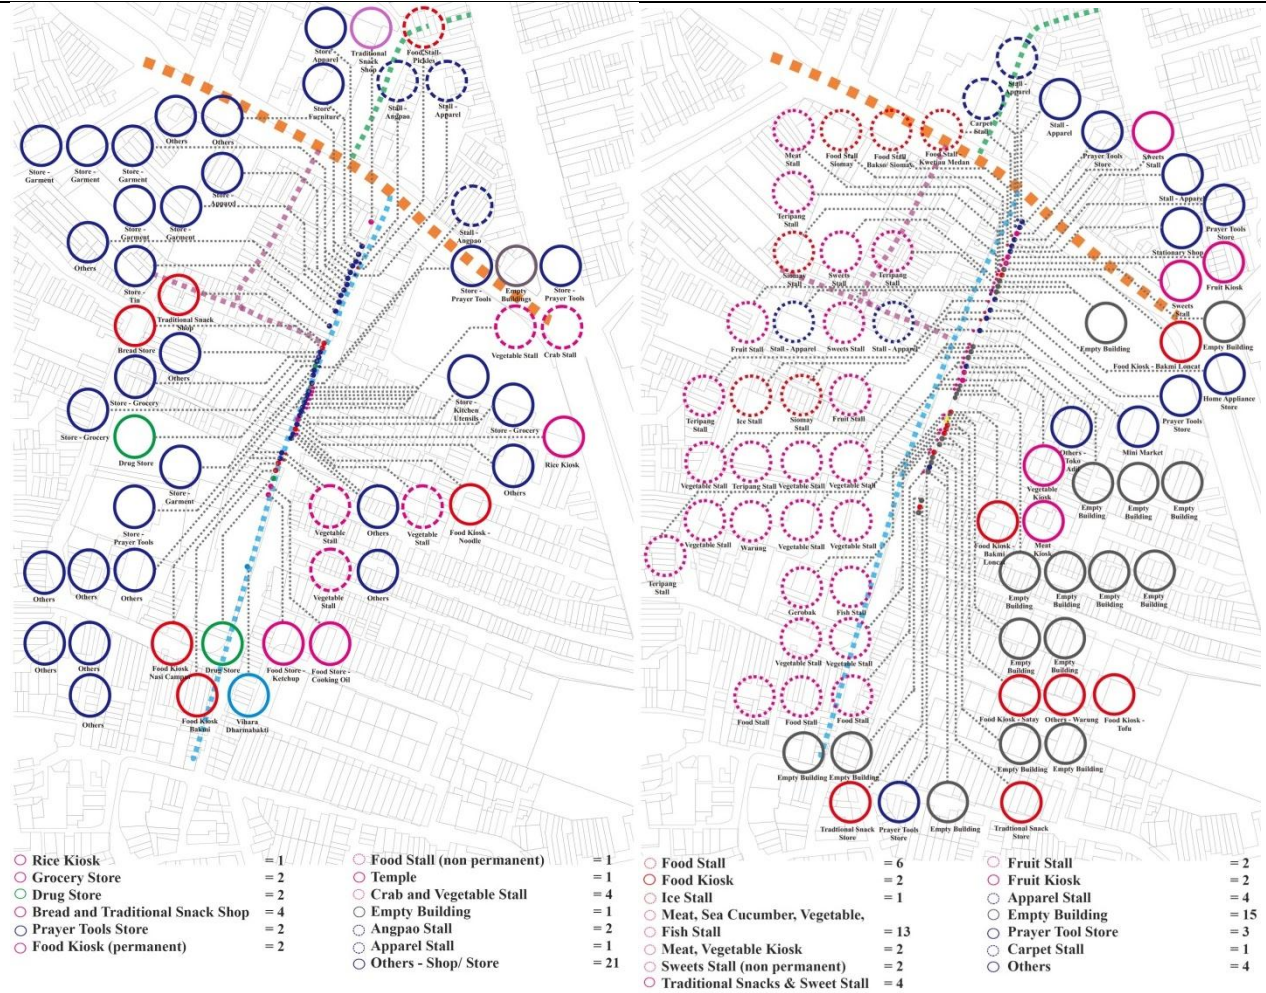 Store - Apparel
Traditional Snack Shop
Food Stall- Pickles
Store - Furniture
Stall - Angpao
Stall - Apparel
Others
Others
Store - Garment
Store - Garment
Store - Garment
Store - Apparel
Store - Garment
Store - Garment
Stall - Angpao
Others
Store - Tin
Store - Prayer Tools
Empty Buildings
Store - Prayer Tools
Traditional Snack Shop
Bread Store
Vegetable Stall
Crab Stall
Others
Store - Grocery
Store - Kitchen Utensils
Store - Grocery
Store - Grocery
Drug Store
Rice Kiosk
Store - Garment
Others
Store - Prayer Tools
Vegetable Stall
Others
Vegetable Stall
Food Kiosk - Noodle
Others
Others
Others
Vegetable Stall
Others
Others
Others
Food Kiosk Nasi Campur
Drug Store
Food Store - Ketchup
Food Store - Cooking Oil
Others
Food Kiosk Bakmi
Vihara Dharmabakti
Rice Kiosk = 1
Grocery Store = 2
Drug Store = 2
Bread and Traditional Snack Shop = 4
Prayer Tools Store = 2
Food Kiosk (permanent) = 2
Food Stall (non permanent) = 1
Temple = 1
Crab and Vegetable Stall = 4
Empty Building = 1
Angpao Stall = 2
Apparel Stall = 1
Others - Shop/ Store = 21
Stall - Apparel
Carpet Stall
Stall - Apparel
Prayer Tools Store
Sweets Stall
Meat Stall
Food Stall Siomay
Food Stall Bakso/ Siomay
Food Stall Kwetiau Medan
Stall - Apparel
Prayer Tools Store
Teripang Stall
Stationary Shop
Siomay Stall
Sweets Stall
Teripang Stall
Fruit Kiosk
Sweets Stall
Fruit Stall
Stall - Apparel
Sweets Stall
Stall - Apparel
Empty Building
Empty Building
Food Kiosk - Bakmi Loncat
Home Appliance Store
Teripang Stall
Ice Stall
Siomay Stall
Fruit Stall
Prayer Tools Store
Others - Toko
Mini Market
Vegetable Stall
Teripang Stall
Vegetable Stall
Vegetable Stall
Vegetable Kiosk
Empty Building
Empty Building
Empty Building
Vegetable Stall
Warung
Vegetable Stall
Vegetable Stall
Food Kiosk - Bakmi Loncat
Meat Kiosk
Teripang Stall
Gerobak
Fish Stall
Empty Building
Empty Building
Empty Building
Empty Building
Vegetable Stall
Vegetable Stall
Empty Building
Empty Building
Food Stall
Food Stall
Food Stall
Food Kiosk - Satay
Others - Warung
Food Kiosk - Tofu
Empty Building
Empty Building
Empty Building
Empty Building
Tradtional Snack Store
Prayer Tools Store
Empty Building
Tradtional Snack Store
Food Stall = 6
Food Kiosk = 2
Ice Stall = 1
Meat, Sea Cucumber, Vegetable,
Fish Stall = 13
Meat, Vegetable Kiosk = 2
Sweets Stall (non permanent) = 2
Traditional Snacks & Sweet Stall = 4
Fruit Stall = 2
Fruit Kiosk = 2
Apparel Stall = 4
Empty Building = 15
Prayer Tool Store = 3
Carpet Stall = 1
Others = 4